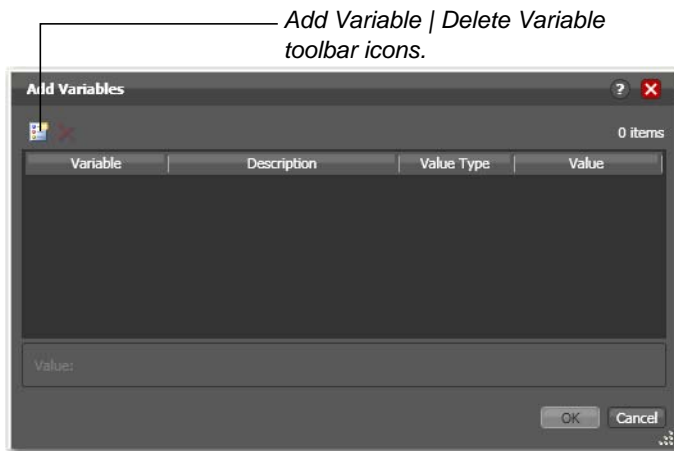 Add Variable | Delete Variable
toolbar icons.
Add Variables
?
0 items
Variable Description Value Type Value
Value:
OK Cancel